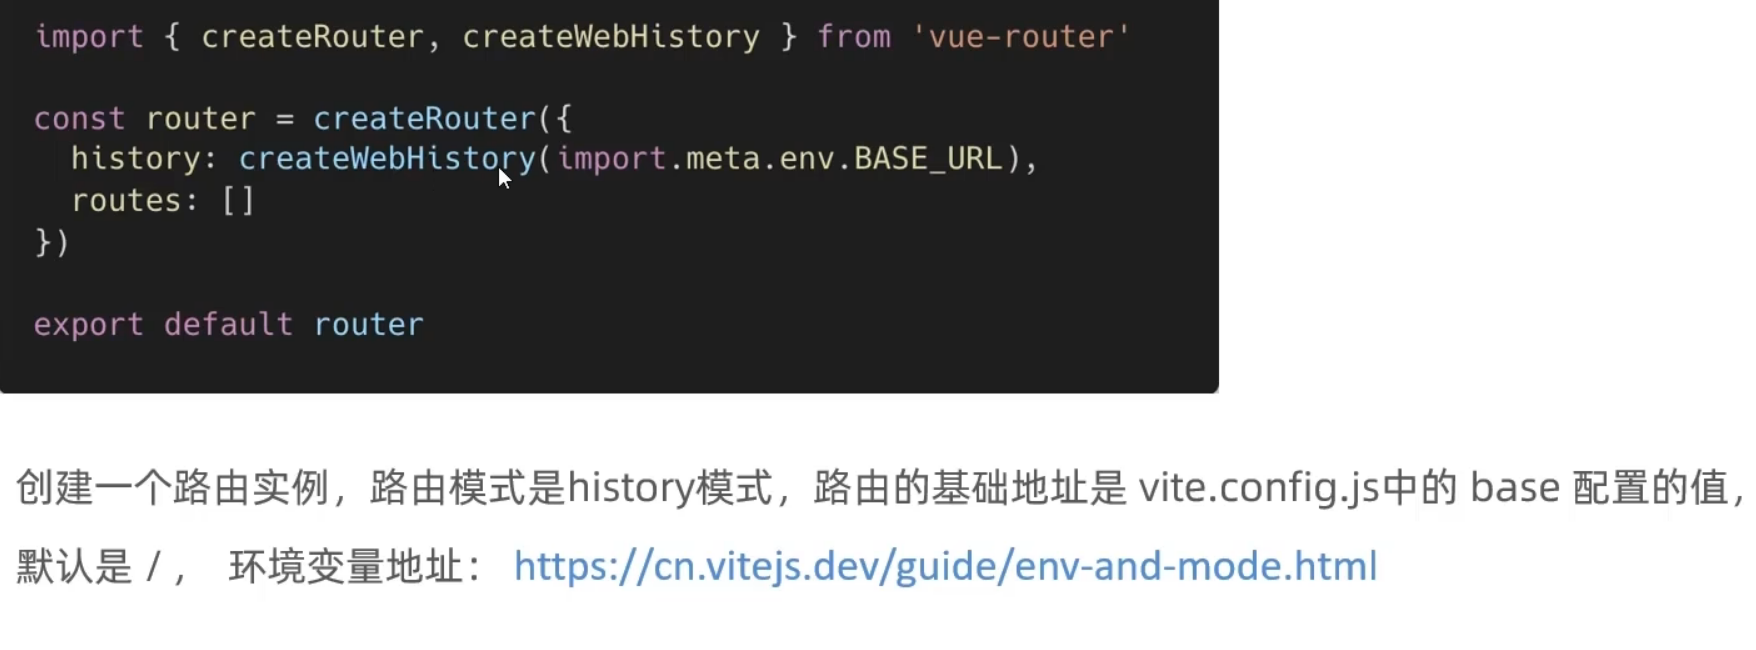 import { createRouter, createWebHistory } from 'vue-router'
const router = createRouter({
  history: createWebHistory(import.meta.env.BASE_URL),
  routes: []
})
export default router
创建一个路由实例，路由模式是history模式，路由的基础地址是 vite.config.js中的 base 配置的值，
默认是 / ， 环境变量地址： https://cn.vitejs.dev/guide/env-and-mode.html